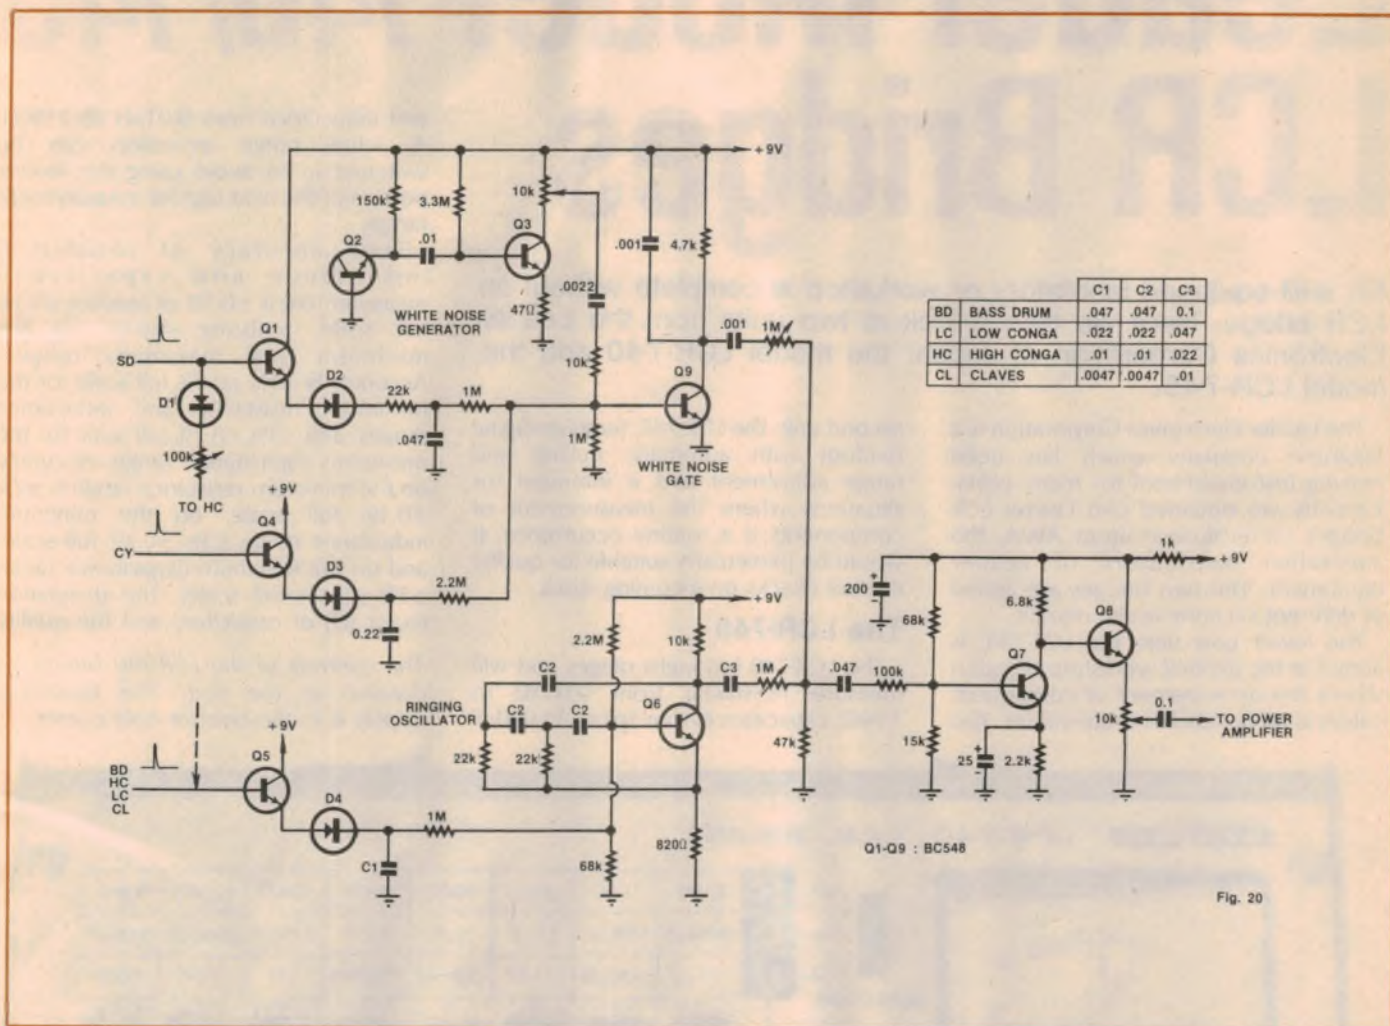 +9V
150k
3.3M
10k
Q2
.01
Q3
.001
4.7k
.0022
47Ω
WHITE NOISE
GENERATOR
Q1
SD
D2
10k
.001
1M
Q9
22k
1M
D1
.047
1M
WHITE NOISE
GATE
100k
TO HC
+9V
Q4
CY
D3
2.2M
0.22
C1 C2 C3
BD BASS DRUM .047 .047 0.1
LC LOW CONGA .022 .022 .047
HC HIGH CONGA .01 .01 .022
CL CLAVES .0047 .0047 .01
+9V
2.2M
10k
C2
C3
1M
.047
100k
RINGING
OSCILLATOR
C2
C2
Q6
22k
22k
47k
1k
+9V
+
200
68k
6.8k
Q8
Q7
10k
0.1
TO POWER
AMPLIFIER
15k
+
25
-
2.2k
+9V
Q5
BD
HC
LC
CL
D4
1M
C1
68k
820Ω
Q1-Q9 : BC548
Fig. 20